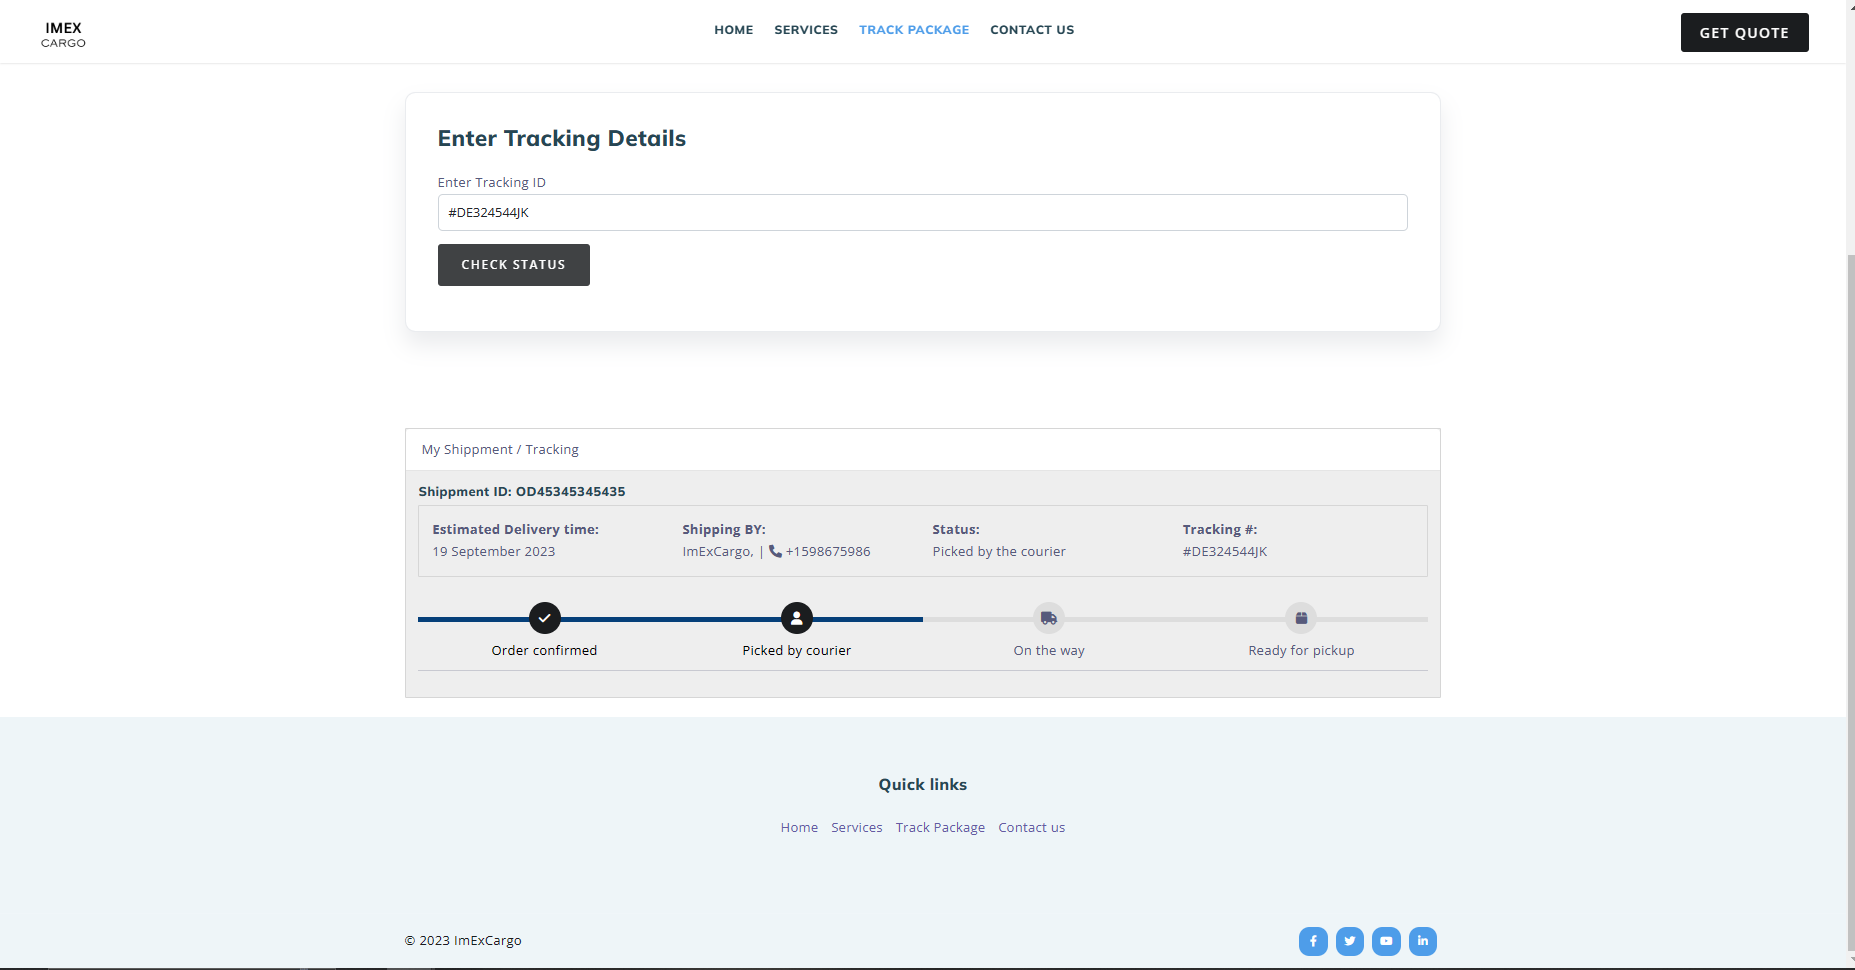 IMEX
CARGO
HOME SERVICES TRACK PACKAGE CONTACT US
GET QUOTE
Enter Tracking Details
Enter Tracking ID
#DE324544JK
CHECK STATUS
My Shippment / Tracking
Shippment ID: OD45345345435
Estimated Delivery time: Shipping BY: Status: Tracking #:
19 September 2023 ImExCargo, | +1598675986 Picked by the courier #DE324544JK
Order confirmed Picked by courier On the way Ready for pickup
Quick links
Home Services Track Package Contact us
© 2023 ImExCargo